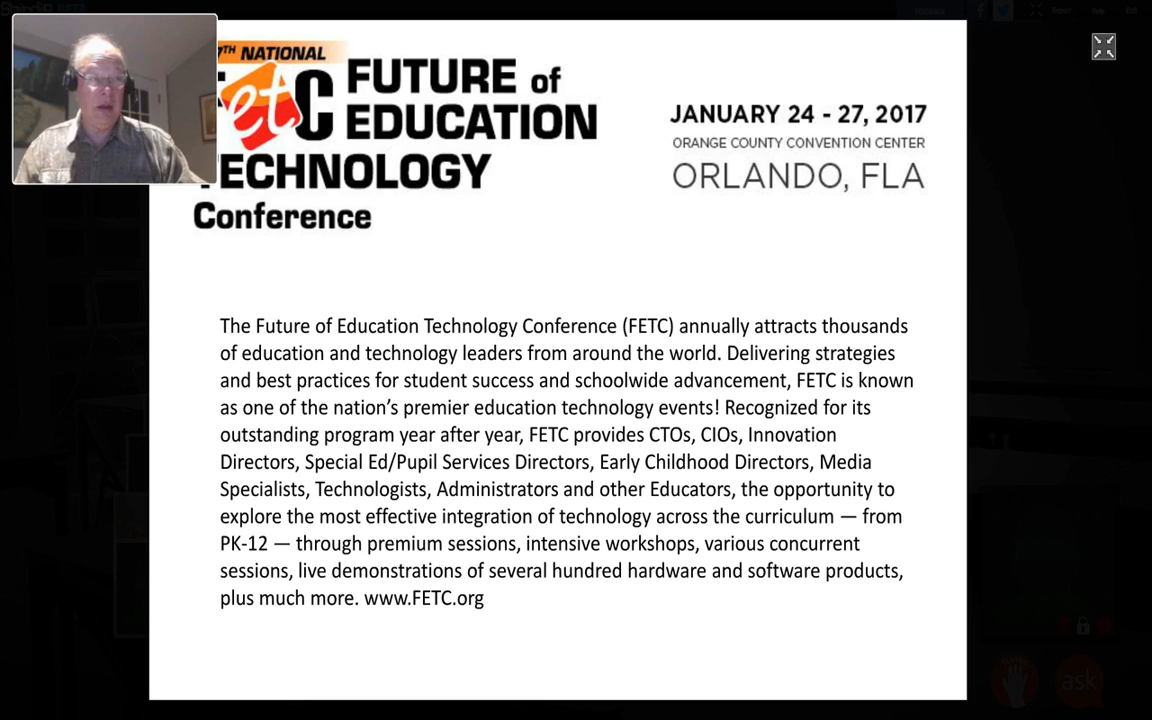 7TH NATIONAL
FETC FUTURE of
EDUCATION
TECHNOLOGY
Conference
JANUARY 24 - 27, 2017
ORANGE COUNTY CONVENTION CENTER
ORLANDO, FLA
The Future of Education Technology Conference (FETC) annually attracts thousands
of education and technology leaders from around the world. Delivering strategies
and best practices for student success and schoolwide advancement, FETC is known
as one of the nation’s premier education technology events! Recognized for its
outstanding program year after year, FETC provides CTOs, CIOs, Innovation
Directors, Special Ed/Pupil Services Directors, Early Childhood Directors, Media
Specialists, Technologists, Administrators and other Educators, the opportunity to
explore the most effective integration of technology across the curriculum — from
PK-12 — through premium sessions, intensive workshops, various concurrent
sessions, live demonstrations of several hundred hardware and software products,
plus much more. www.FETC.org
ask